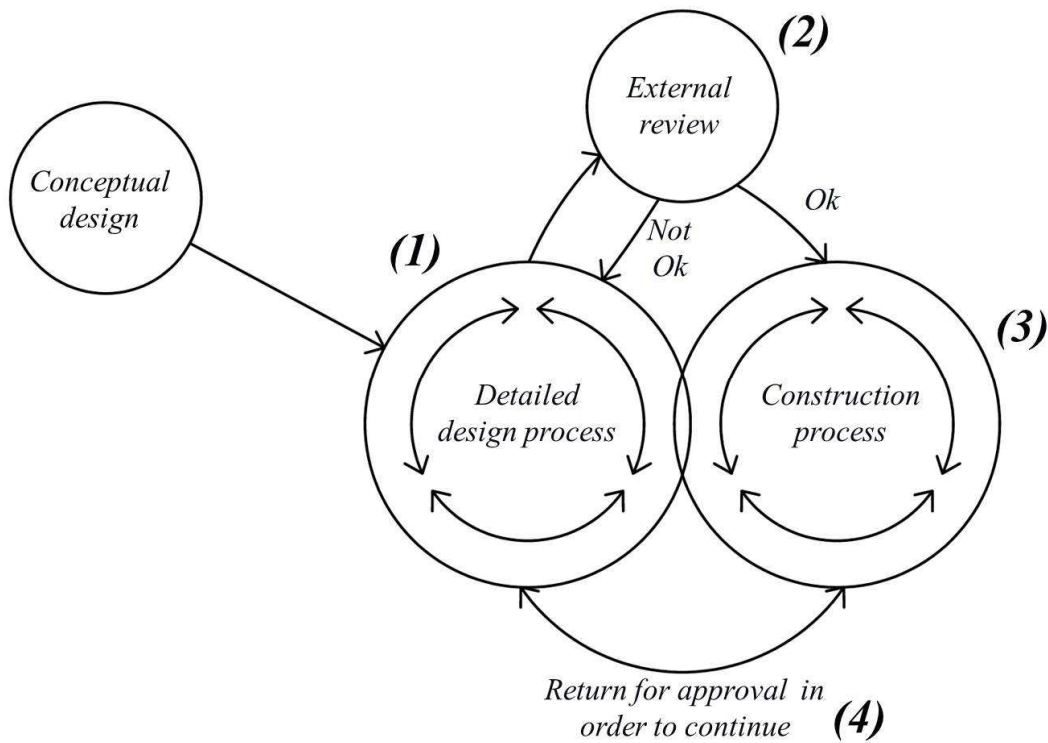 (2)
External
review
Conceptual
design
Ok
Not
Ok
(1)
(3)
Detailed
design process
Construction
process
Return for approval in
order to continue
(4)